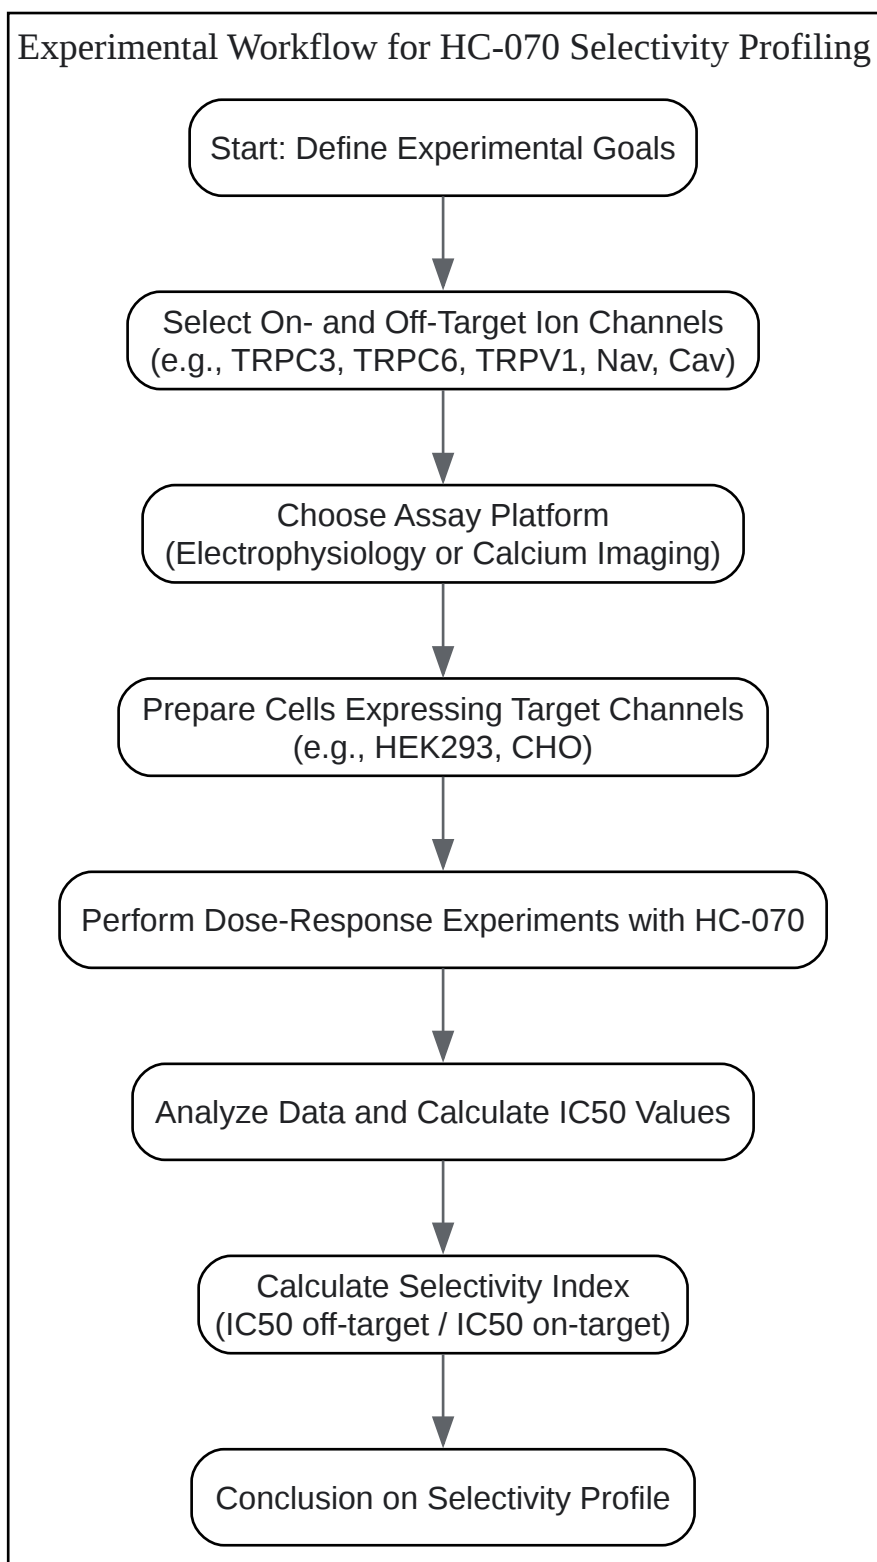 Experimental Workflow for HC-070 Selectivity Profiling
Start: Define Experimental Goals
Select On- and Off-Target Ion Channels
(e.g., TRPC3, TRPC6, TRPV1, Nav, Cav)
Choose Assay Platform
(Electrophysiology or Calcium Imaging)
Prepare Cells Expressing Target Channels
(e.g., HEK293, CHO)
Perform Dose-Response Experiments with HC-070
Analyze Data and Calculate IC50 Values
Calculate Selectivity Index
(IC50 off-target / IC50 on-target)
Conclusion on Selectivity Profile